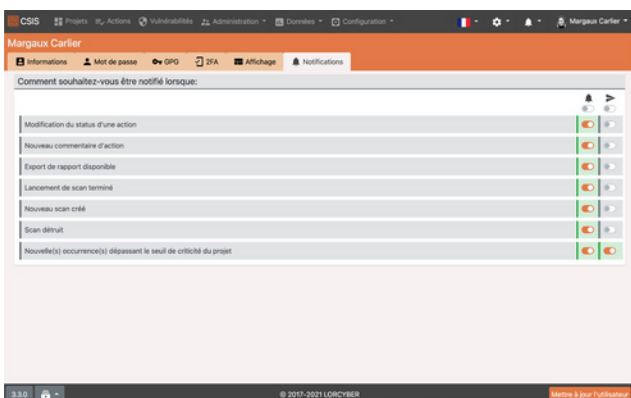 CSIS Projets Actions Vulnérabilités Administration Données Configuration Margaux Carlier
Margaux Carlier
Informations Mot de passe GPG 2FA Affichage Notifications
Comment souhaitez-vous être notifié lorsque:
Modification du status d'une action
Nouveau commentaire d'action
Export de rapport disponible
Lancement de scan terminé
Nouveau scan créé
Scan détruit
Nouvelle(s) occurrence(s) dépassant le seuil de criticité du projet
3.3.0 © 2017-2021 LORCYBER Mettre à jour l'utilisateur